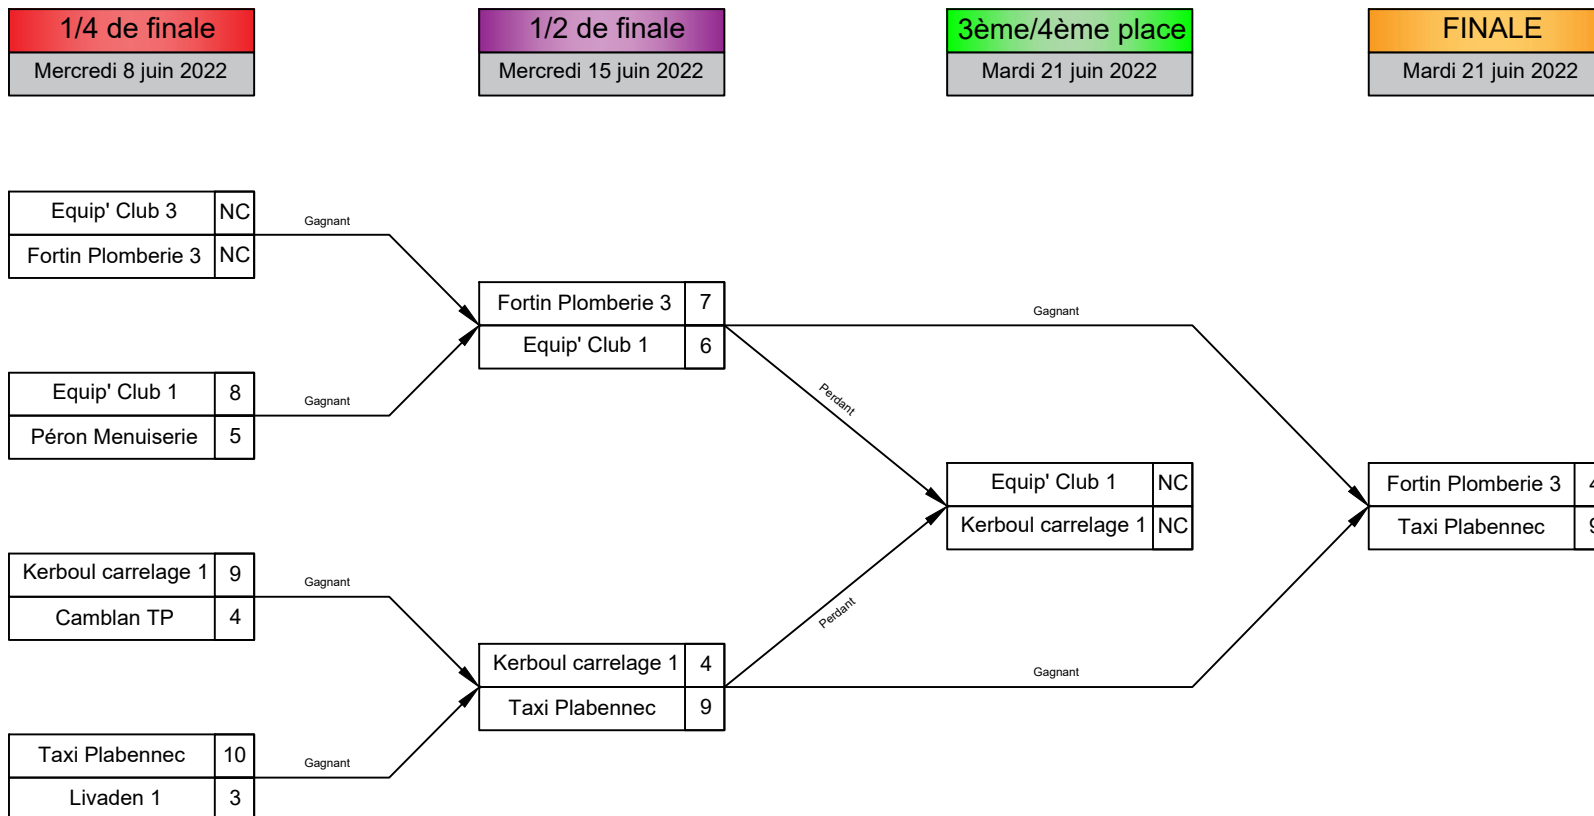 1/4 de finale
Mercredi 8 juin 2022
1/2 de finale
Mercredi 15 juin 2022
3ème/4ème place
Mardi 21 juin 2022
FINALE
Mardi 21 juin 2022
Equip' Club 3 NC
Fortin Plomberie 3 NC
Gagnant
Equip' Club 1 8
Péron Menuiserie 5
Gagnant
Kerboul carrelage 1 9
Camblan TP 4
Gagnant
Taxi Plabennec 10
Livaden 1 3
Gagnant
Fortin Plomberie 3 7
Equip' Club 1 6
Gagnant
Perdant
Kerboul carrelage 1 4
Taxi Plabennec 9
Perdant
Gagnant
Equip' Club 1 NC
Kerboul carrelage 1 NC
Fortin Plomberie 3 4
Taxi Plabennec 9